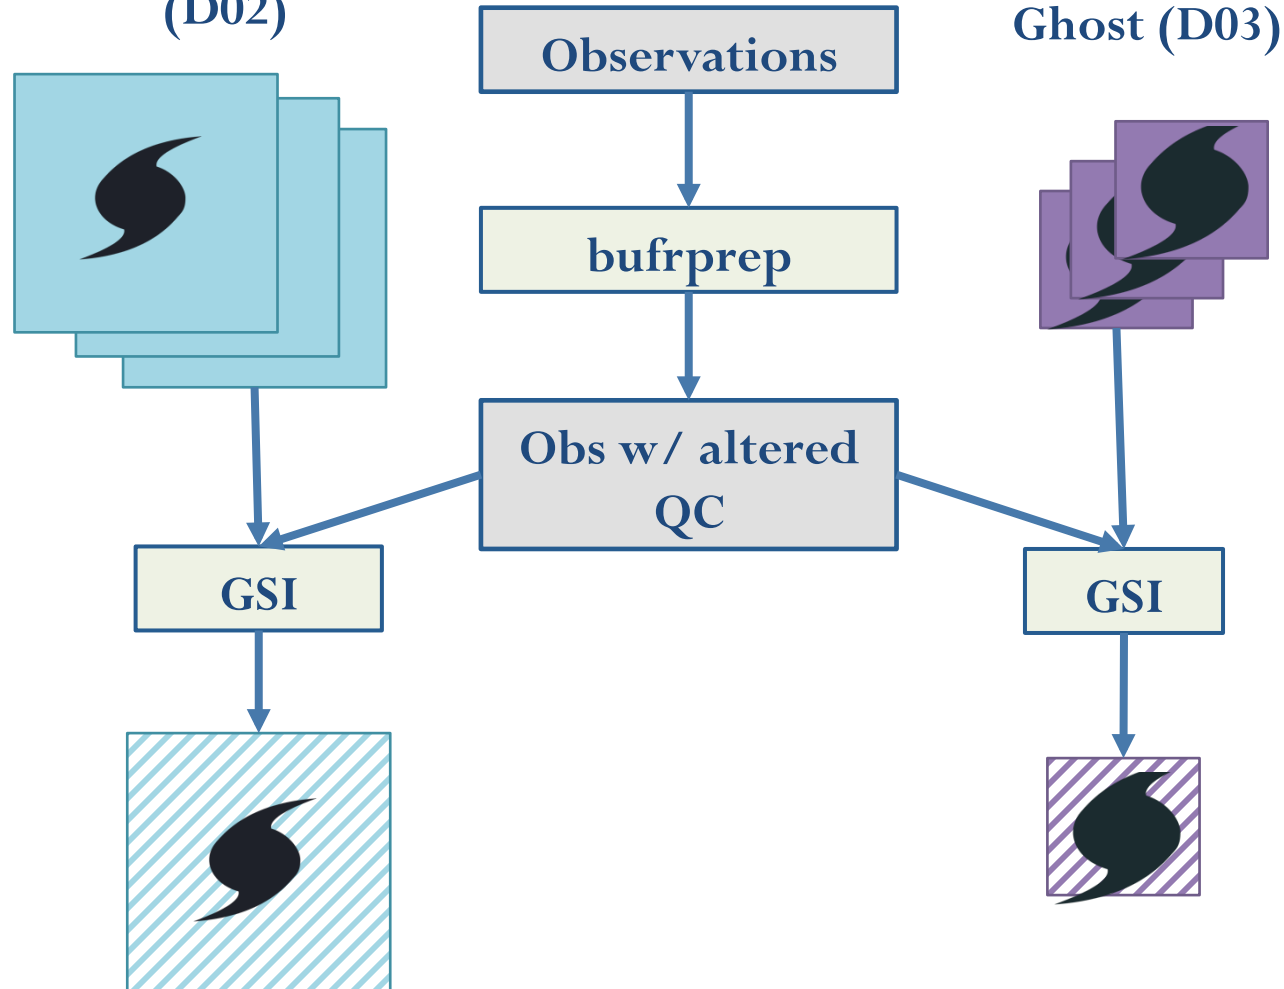 (D02)
Observations
Ghost (D03)
bufrprep
Obs w/ altered
QC
GSI
GSI